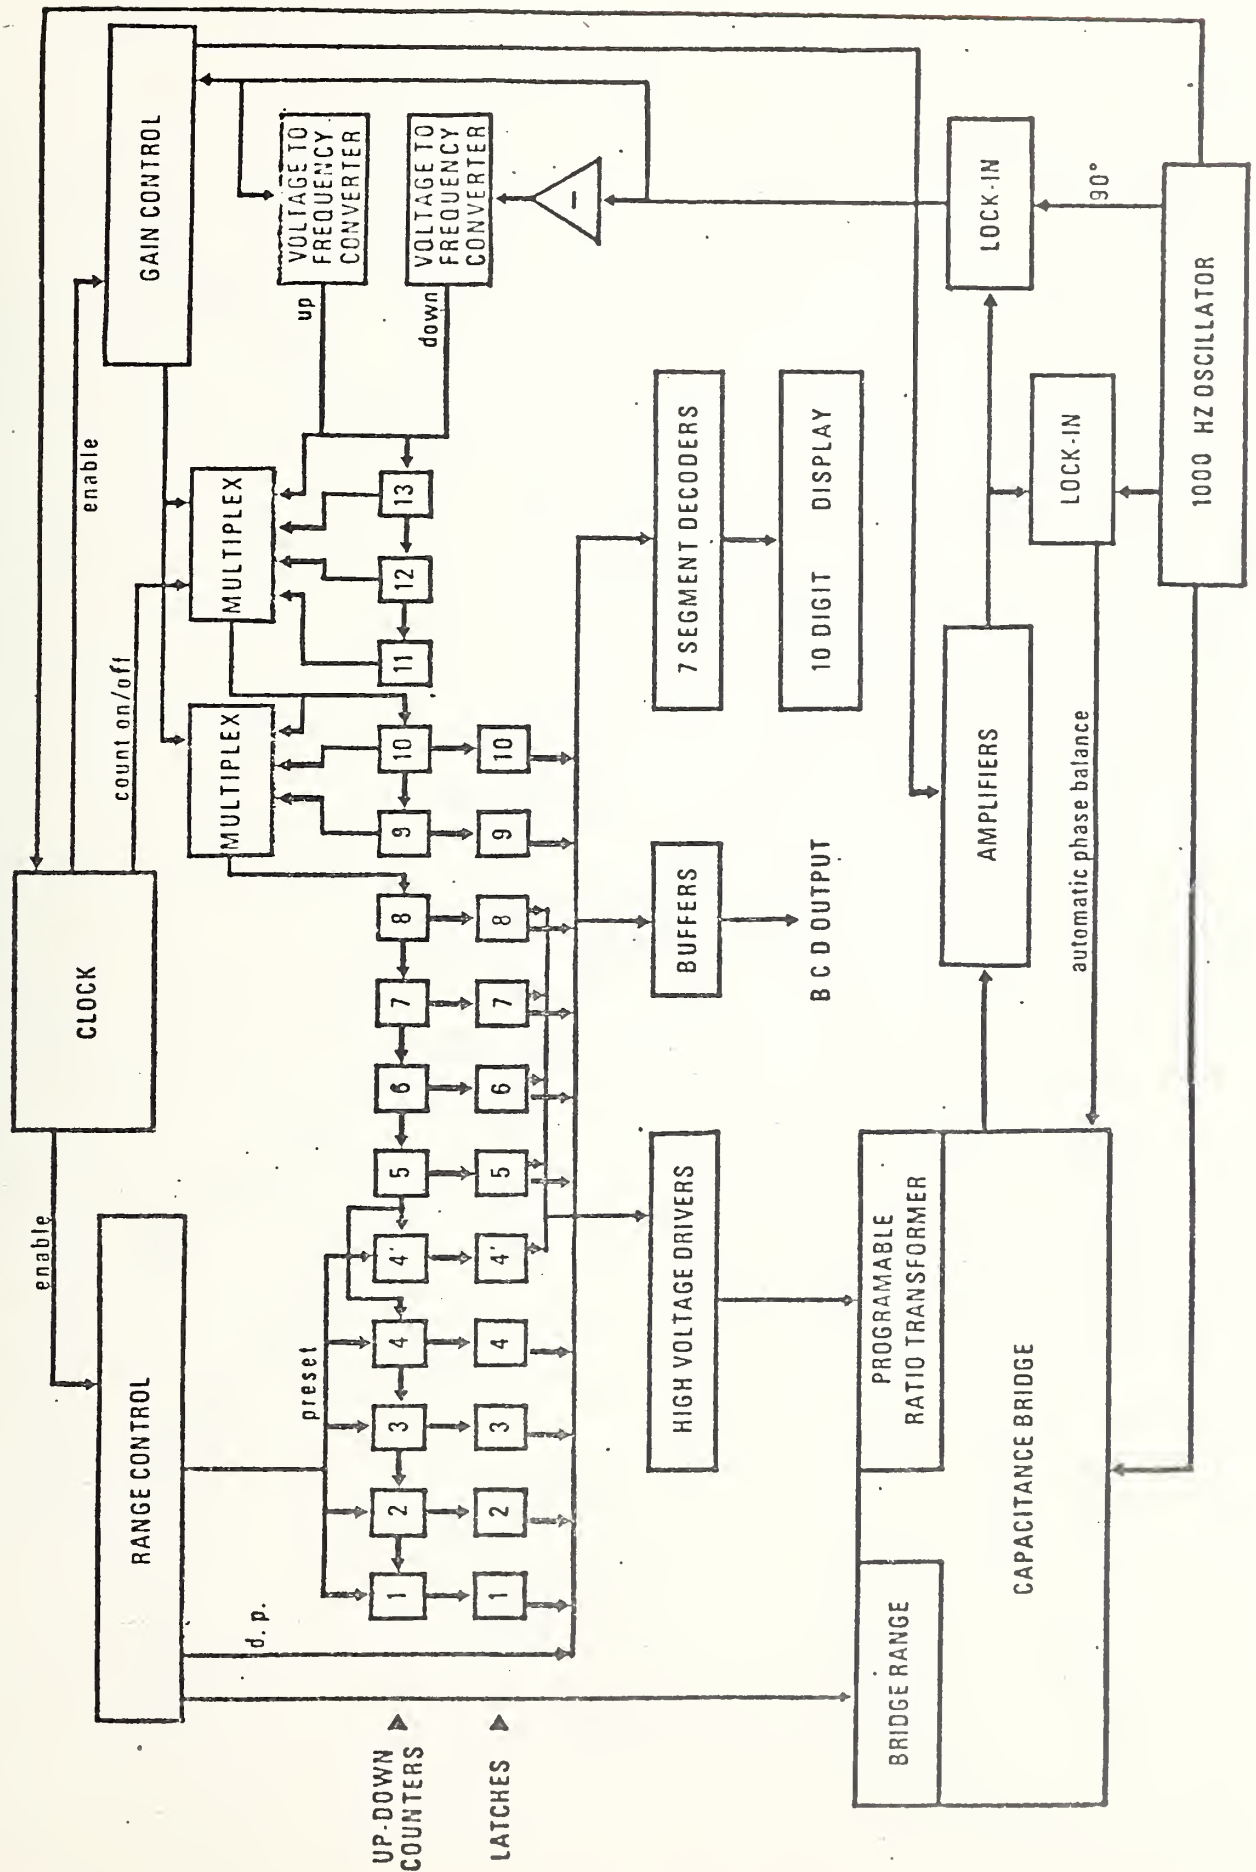 CLOCK
enable
enable
count on/off
RANGE CONTROL
GAIN CONTROL
d. p.
preset
MULTIPLEX
MULTIPLEX
VOLTAGE TO
FREQUENCY
CONVERTER
up
VOLTAGE TO
FREQUENCY
CONVERTER
down
UP-DOWN
COUNTERS
1 2 3 4 4' 5 6 7 8 9 10 11 12 13
LATCHES
1 2 3 4 4' 5 6 7 8 9 10
−
HIGH VOLTAGE DRIVERS
BUFFERS
B C D OUTPUT
7 SEGMENT DECODERS
10 DIGIT DISPLAY
BRIDGE RANGE
PROGRAMABLE
RATIO TRANSFORMER
CAPACITANCE BRIDGE
AMPLIFIERS
automatic phase balance
LOCK-IN
LOCK-IN
90°
1000 HZ OSCILLATOR